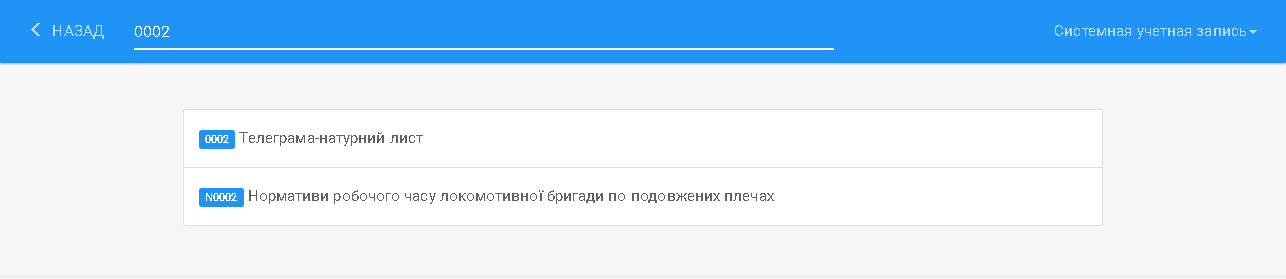 НАЗАД 0002 Системная учетная запись
0002 Телеграма-натурний лист
N0002 Нормативи робочого часу локомотивної бригади по подовжених плечах